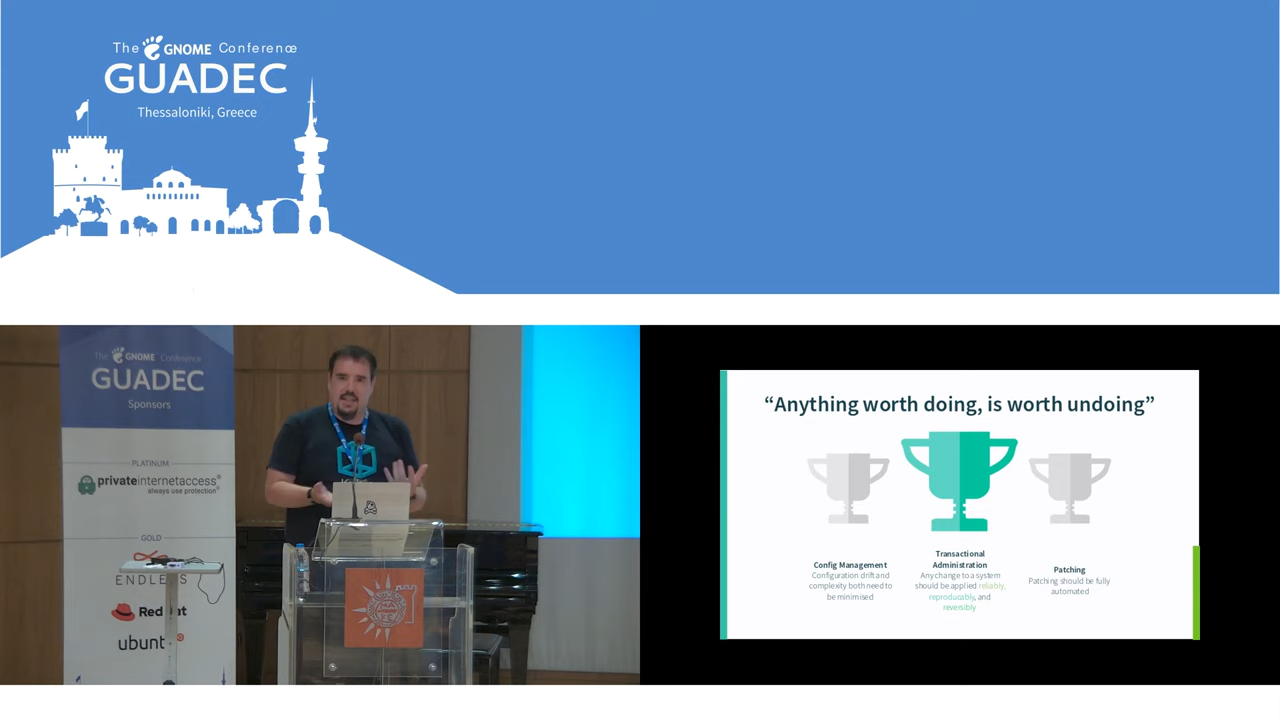 The GNOME Conference
GUADEC
Thessaloniki, Greece
The GNOME Conference
GUADEC
Sponsors
PLATINUM
privateinternetaccess®
always use protection®
GOLD
ENDLESS
Red Hat
ubunt
“Anything worth doing, is worth undoing”
Config Management
Configuration drift and
complexity both need to
be minimised
Transactional
Administration
Any change to a system
should be applied reliably,
reproducably, and
reversibly
Patching
Patching should be fully
automated